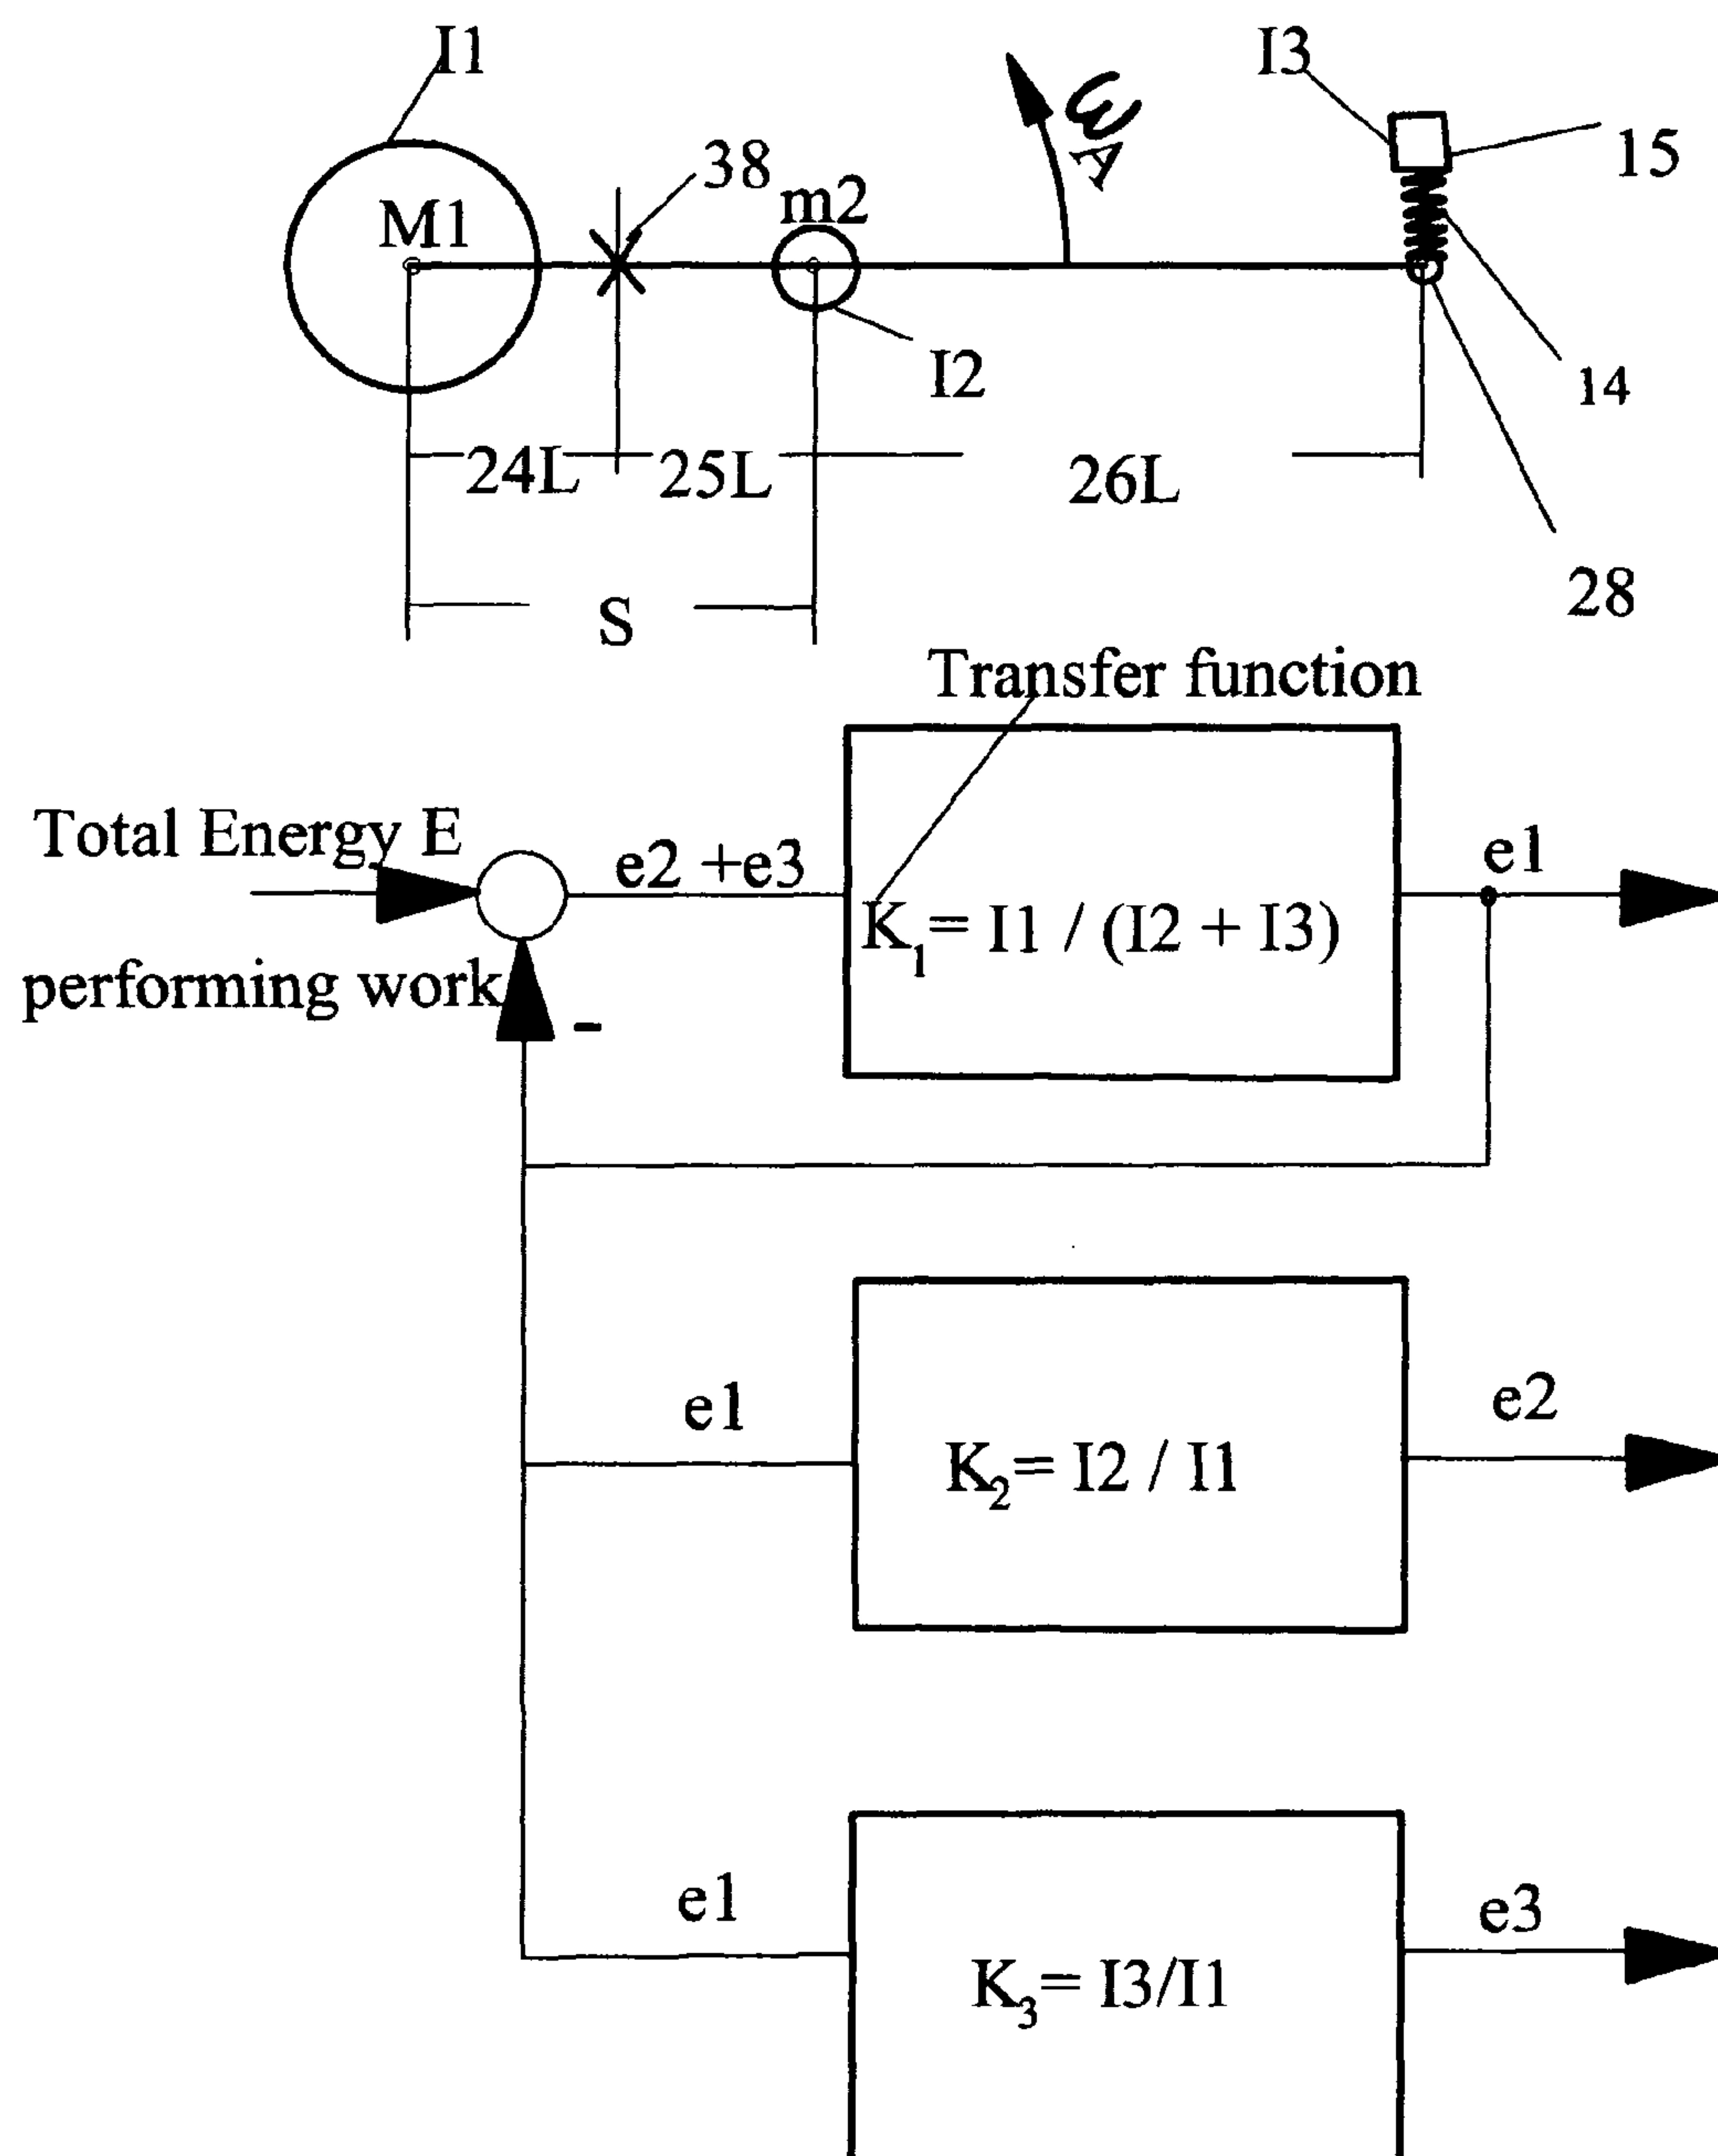 I1
I3
38
15
M1
m2
ωA
I2
14
24L
25L
26L
28
S
Transfer function
Total Energy E
e2 +e3
e1
K1= I1 / (I2 + I3)
performing work
-
e1
e2
K2= I2 / I1
e1
e3
K3= I3/I1